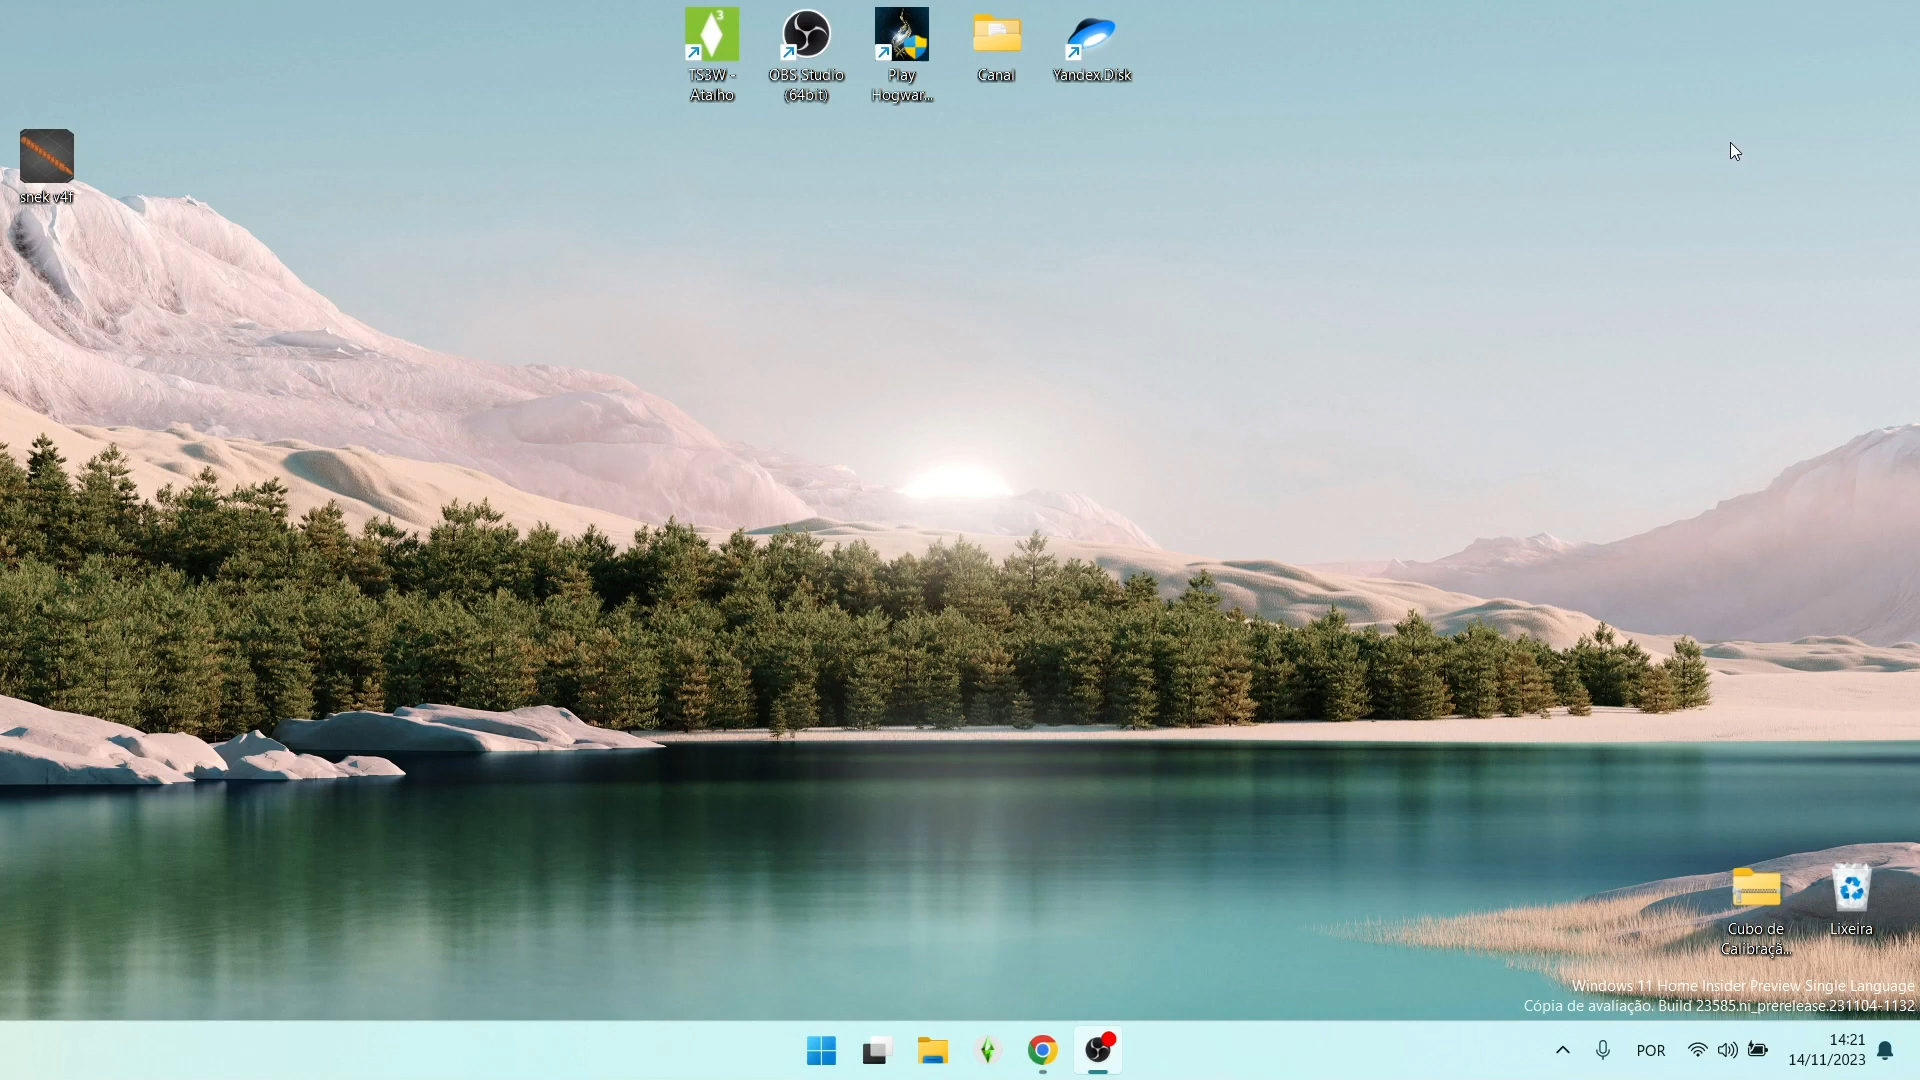 3
TS3W -
Atalho
OBS Studio
(64bit)
Play
Hogwar...
Canal
Yandex.Disk
snek v4f
Cubo de
Calibraçã...
Lixeira
Windows 11 Home Insider Preview Single Language
Cópia de avaliação. Build 23585.ni_prerelease.231104-1132
POR
14:21
14/11/2023